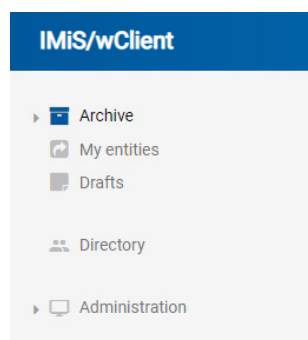 IMiS/wClient
Archive
My entities
Drafts
Directory
Administration